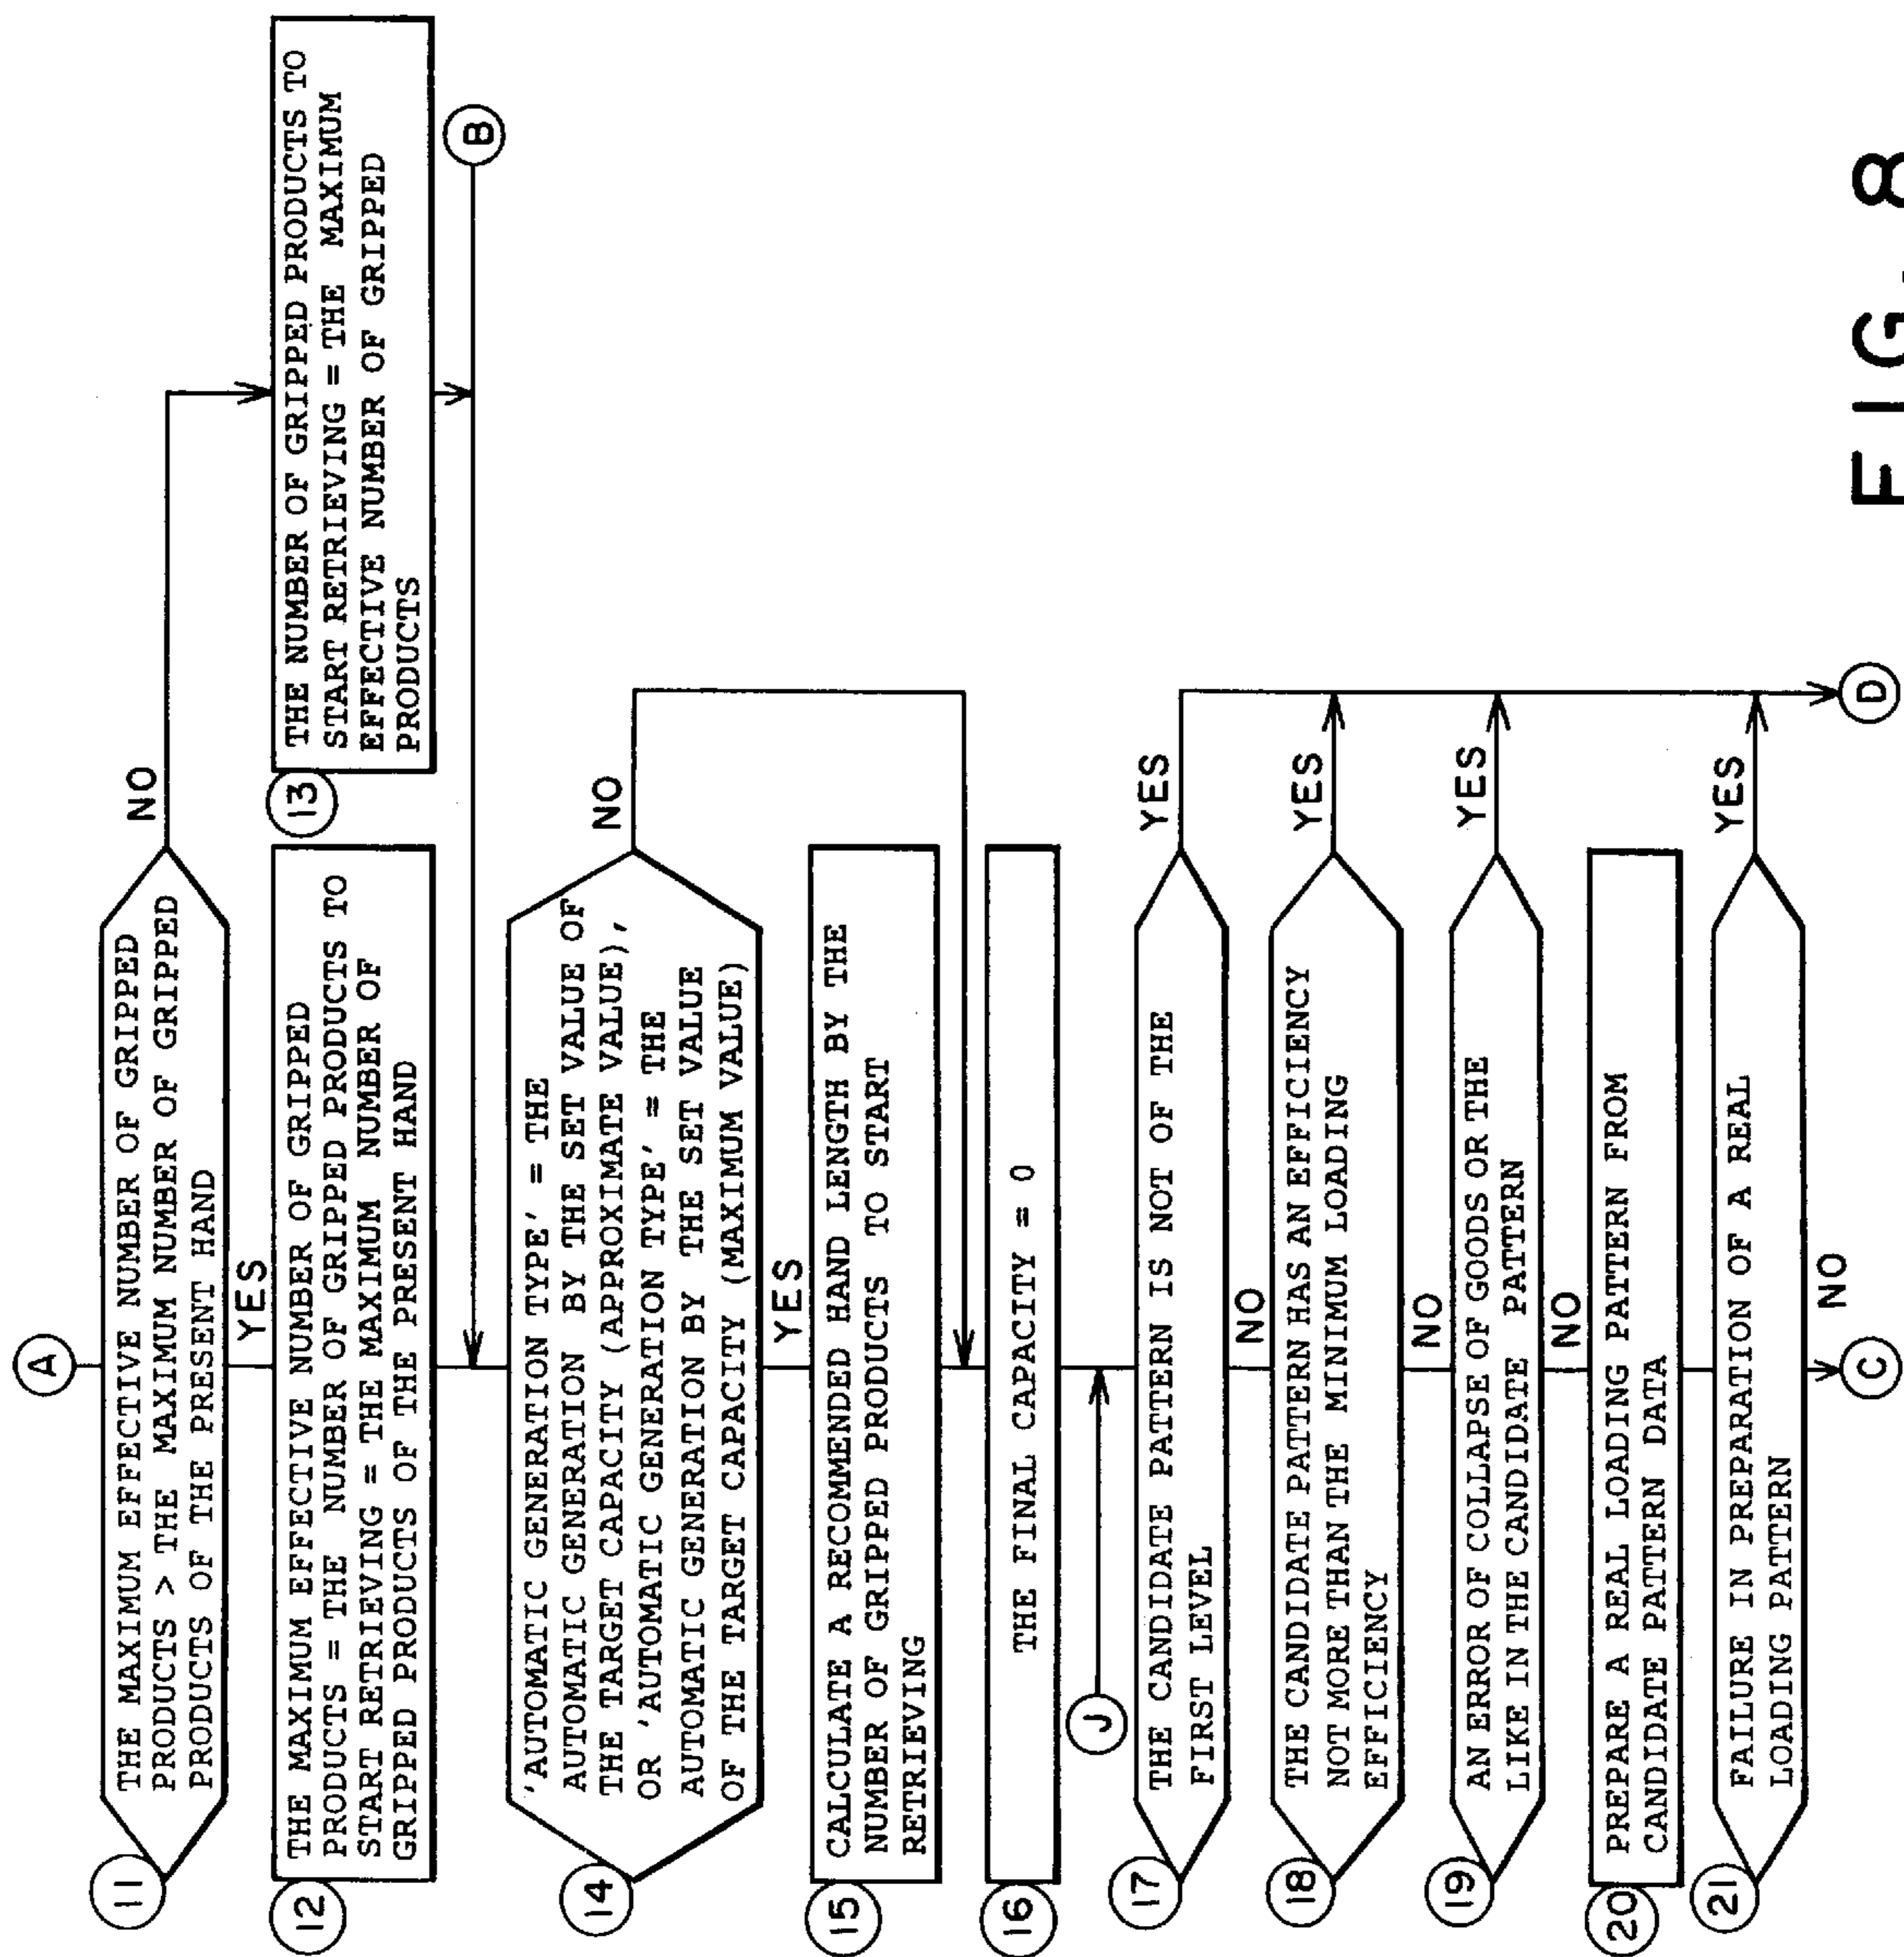 A
11
THE MAXIMUM EFFECTIVE NUMBER OF GRIPPED
PRODUCTS > THE MAXIMUM NUMBER OF GRIPPED
PRODUCTS OF THE PRESENT HAND
NO
YES
12
THE MAXIMUM EFFECTIVE NUMBER OF GRIPPED
PRODUCTS = THE NUMBER OF GRIPPED PRODUCTS TO
START RETRIEVING = THE MAXIMUM NUMBER OF
GRIPPED PRODUCTS OF THE PRESENT HAND
13
THE NUMBER OF GRIPPED PRODUCTS TO
START RETRIEVING = THE MAXIMUM
EFFECTIVE NUMBER OF GRIPPED
PRODUCTS
B
14
'AUTOMATIC GENERATION TYPE' = THE
AUTOMATIC GENERATION BY THE SET VALUE OF
THE TARGET CAPACITY (APPROXIMATE VALUE),
OR 'AUTOMATIC GENERATION TYPE' = THE
AUTOMATIC GENERATION BY THE SET VALUE
OF THE TARGET CAPACITY (MAXIMUM VALUE)
NO
YES
15
CALCULATE A RECOMMENDED HAND LENGTH BY THE
NUMBER OF GRIPPED PRODUCTS TO START
RETRIEVING
16
THE FINAL CAPACITY = 0
J
17
THE CANDIDATE PATTERN IS NOT OF THE
FIRST LEVEL
YES
NO
18
THE CANDIDATE PATTERN HAS AN EFFICIENCY
NOT MORE THAN THE MINIMUM LOADING
EFFICIENCY
YES
NO
19
AN ERROR OF COLLAPSE OF GOODS OR THE
LIKE IN THE CANDIDATE PATTERN
YES
NO
20
PREPARE A REAL LOADING PATTERN FROM
CANDIDATE PATTERN DATA
21
FAILURE IN PREPARATION OF A REAL
LOADING PATTERN
YES
NO
C
D
FIG. 8